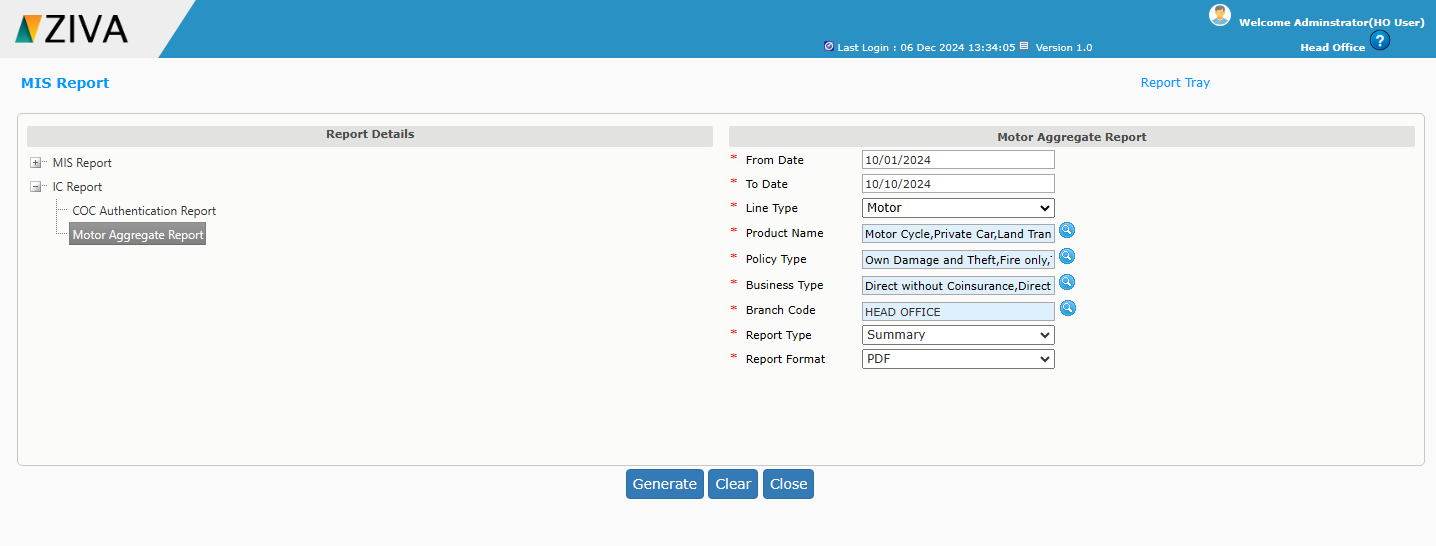 ZIVA
Welcome Adminstrator(HO User)
Last Login : 06 Dec 2024 13:34:05 Version 1.0
Head Office ?
MIS Report
Report Tray
Report Details
MIS Report
IC Report
COC Authentication Report
Motor Aggregate Report
Motor Aggregate Report
* From Date 10/01/2024
* To Date 10/10/2024
* Line Type Motor
* Product Name Motor Cycle,Private Car,Land Tran
* Policy Type Own Damage and Theft,Fire only,
* Business Type Direct without Coinsurance,Direct
* Branch Code HEAD OFFICE
* Report Type Summary
* Report Format PDF
Generate Clear Close